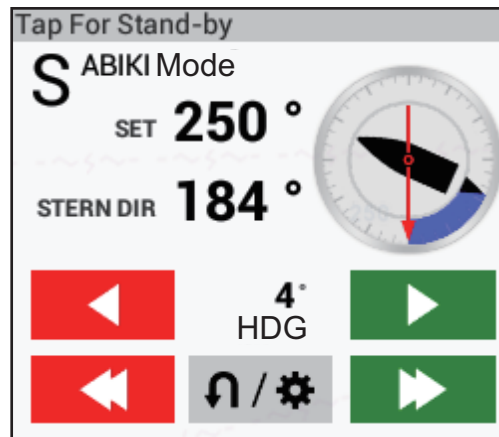 Tap For Stand-by
S ABIKI Mode
SET 250 °
STERN DIR 184 °
4°
HDG
/